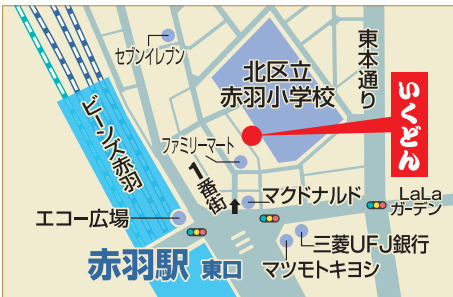 セブンイレブン
北区立
赤羽小学校
東本通り
いくどん
ビーンズ赤羽
ファミリーマート
1番街
マクドナルド
LaLa
ガーデン
エコー広場
三菱UFJ銀行
マツモトキヨシ
赤羽駅 東口